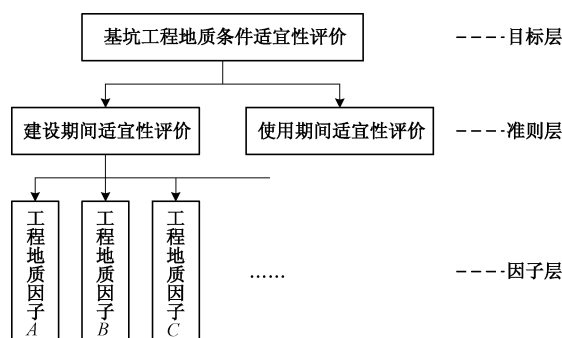 基坑工程地质条件适宜性评价
目标层
建设期间适宜性评价
使用期间适宜性评价
准则层
工程地质因子A
工程地质因子B
工程地质因子C
……
因子层